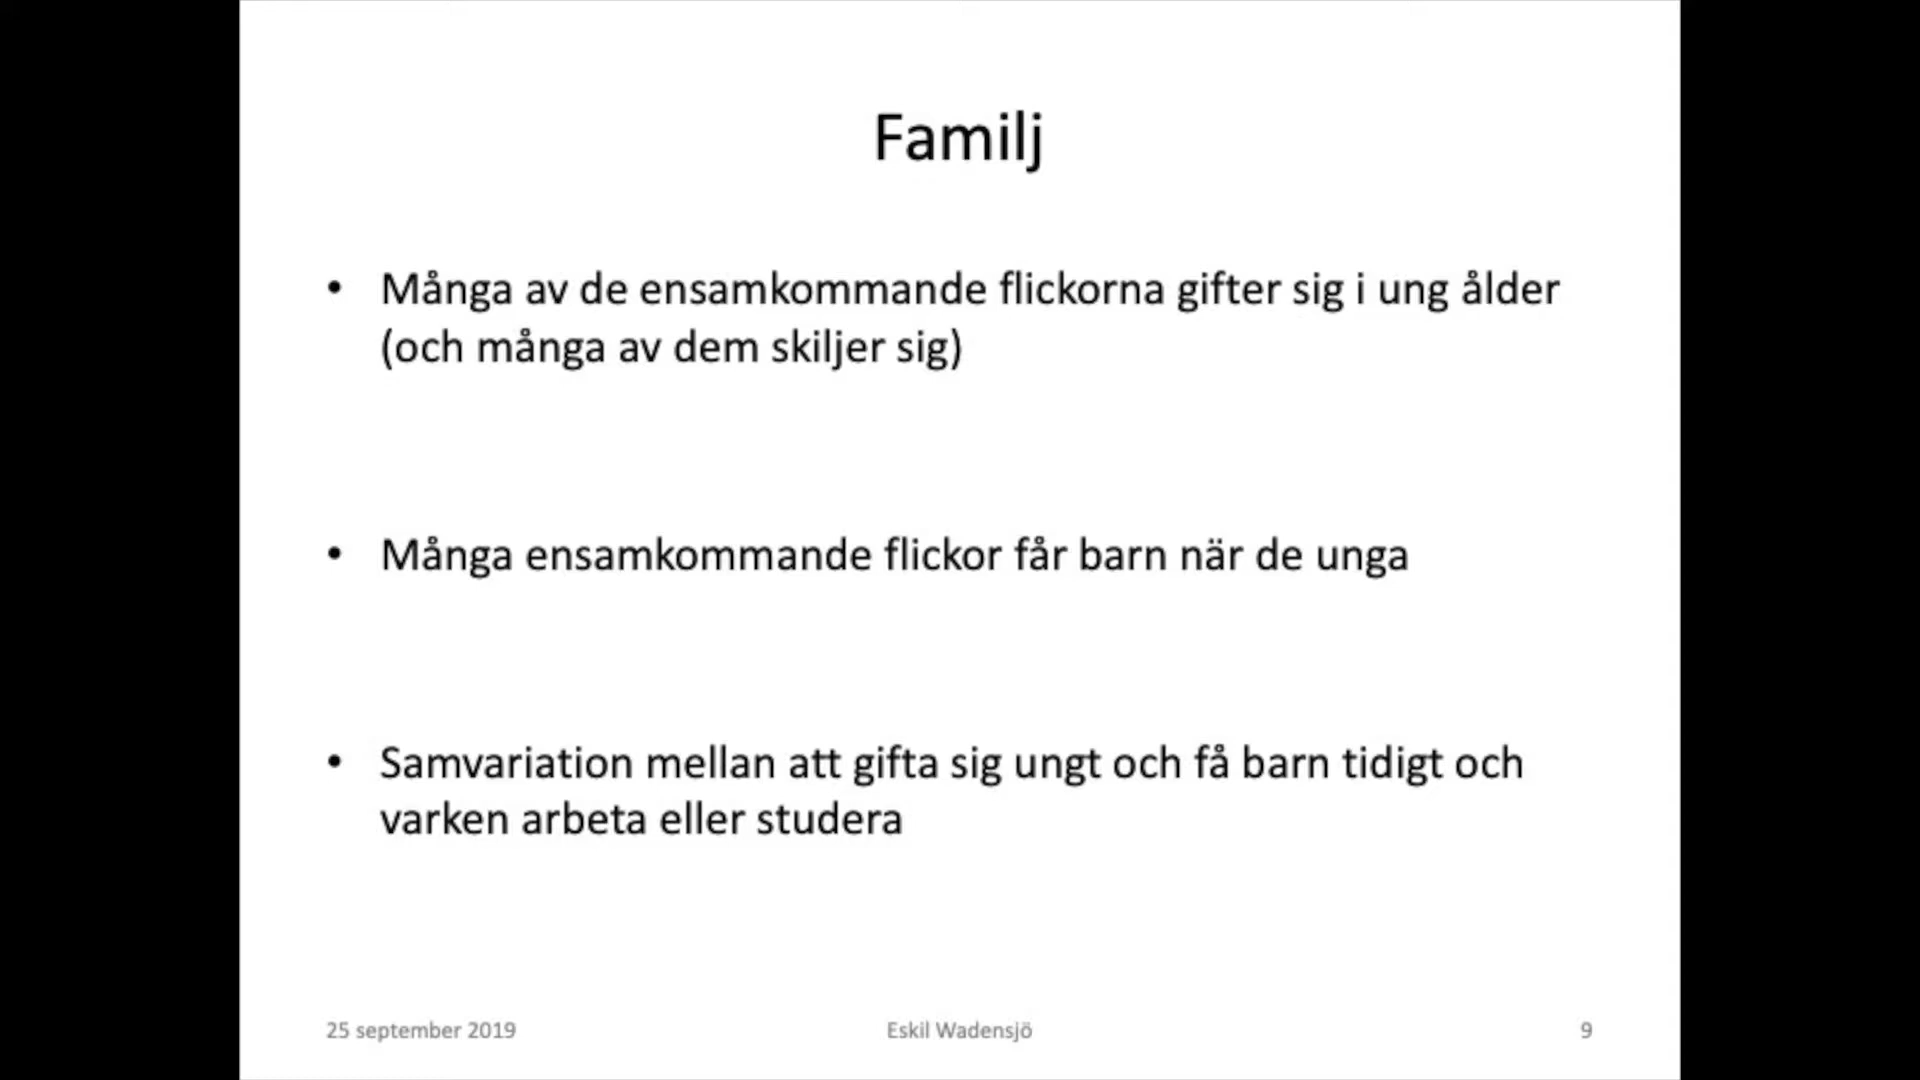 Familj
• Många av de ensamkommande flickorna gifter sig i ung ålder
(och många av dem skiljer sig)
• Många ensamkommande flickor får barn när de unga
• Samvariation mellan att gifta sig ungt och få barn tidigt och
varken arbeta eller studera
25 september 2019
Eskil Wadensjö
9